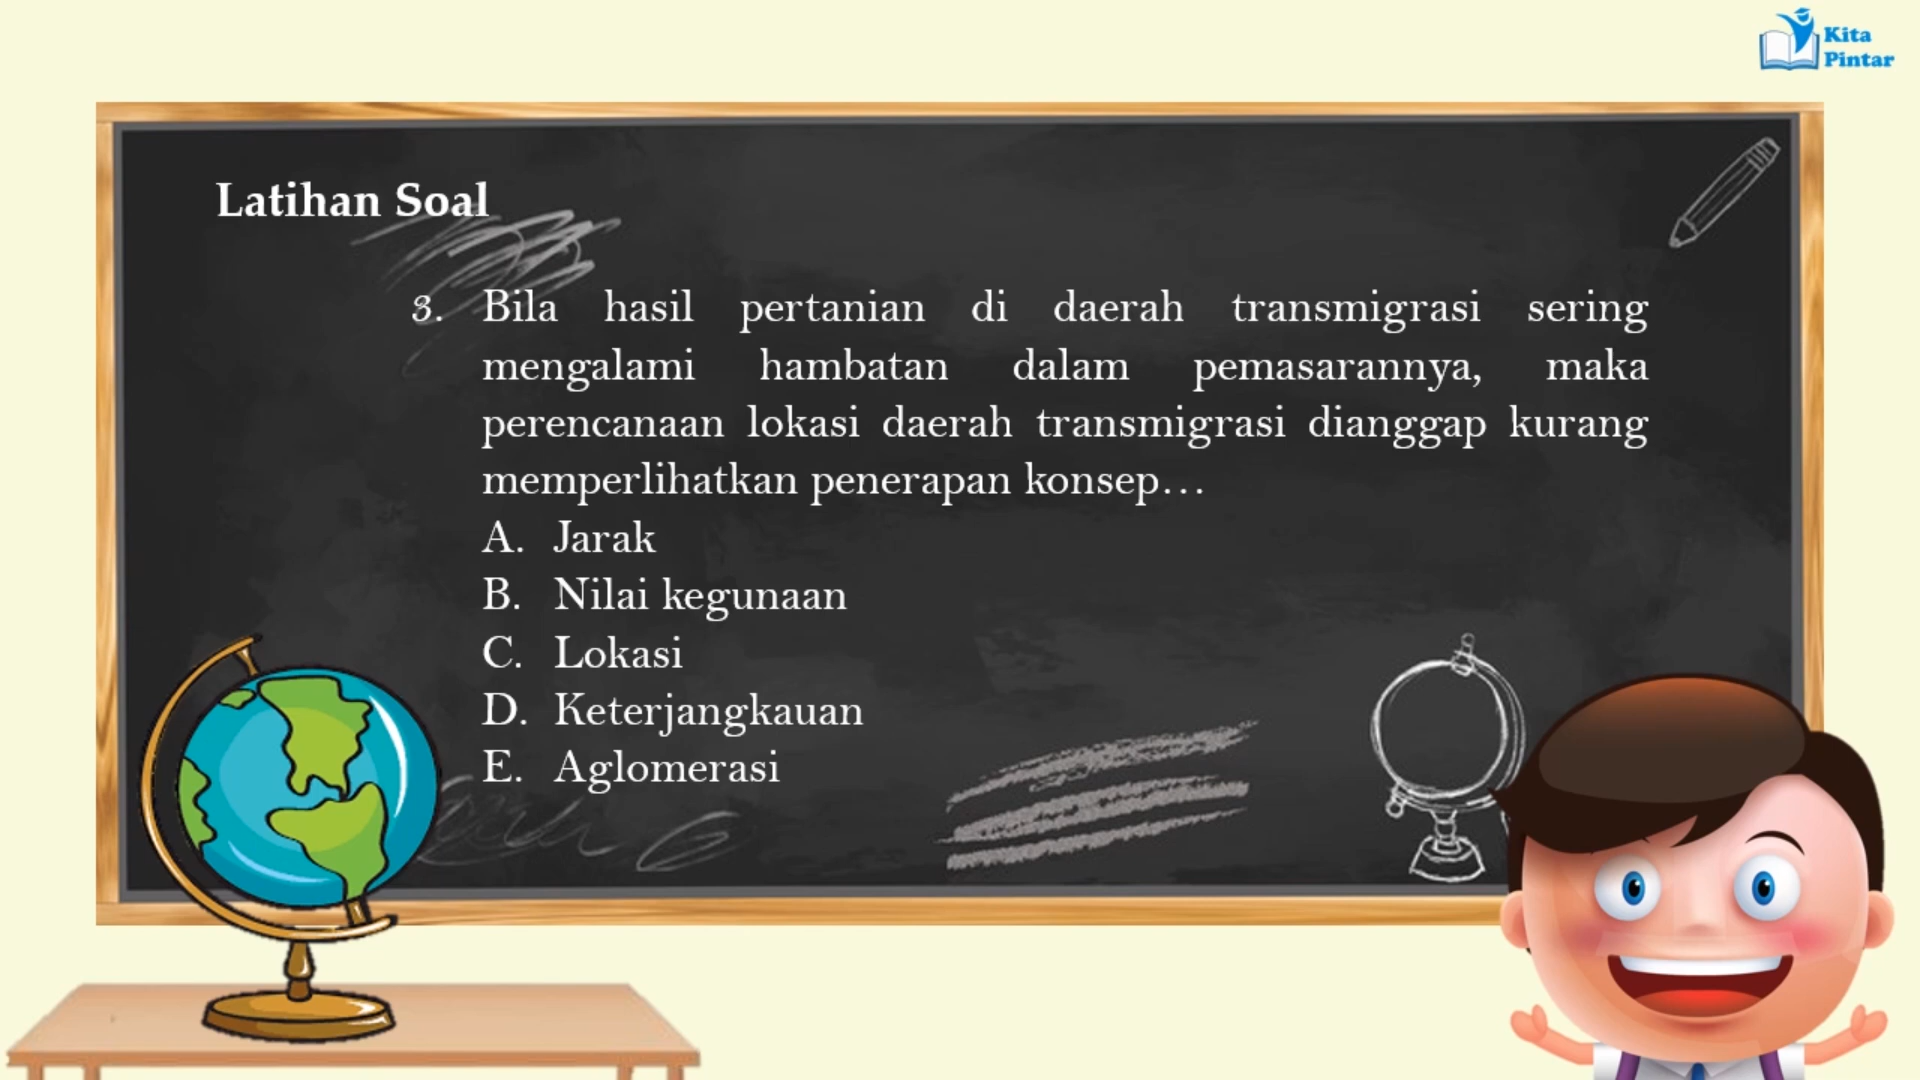 Kita
Pintar
Latihan Soal
3. Bila hasil pertanian di daerah transmigrasi sering
mengalami hambatan dalam pemasarannya, maka
perencanaan lokasi daerah transmigrasi dianggap kurang
memperlihatkan penerapan konsep…
A. Jarak
B. Nilai kegunaan
C. Lokasi
D. Keterjangkauan
E. Aglomerasi